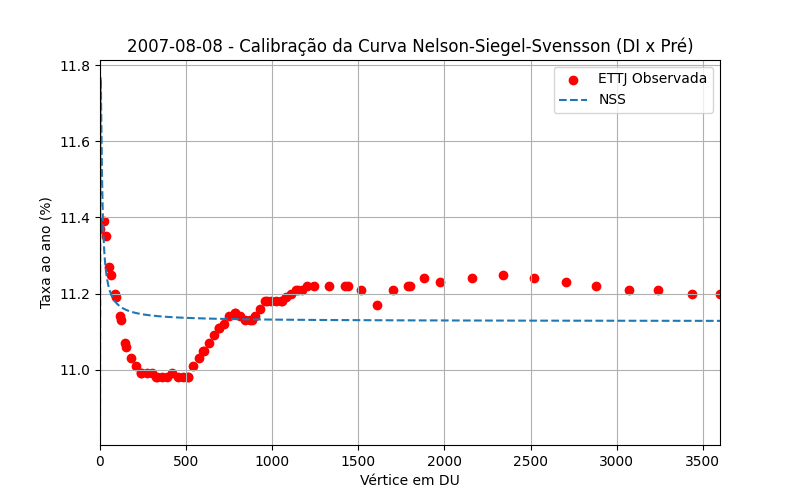 2007-08-08 - Calibração da Curva Nelson-Siegel-Svensson (DI x Pré)
ETTJ Observada
NSS
Taxa ao ano (%)
11.8
11.6
11.4
11.2
11.0
0 500 1000 1500 2000 2500 3000 3500
Vértice em DU